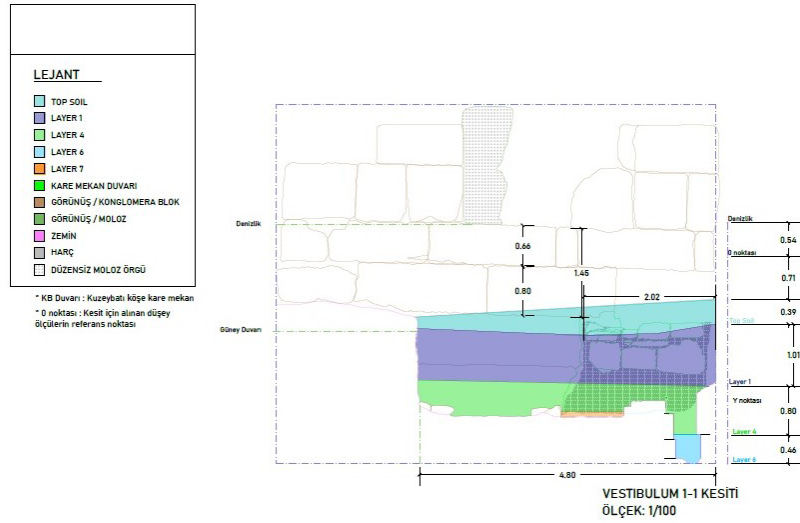 LEJANT
TOP SOIL
LAYER 1
LAYER 4
LAYER 6
LAYER 7
KARE MEKAN DUVARI
GÖRÜNÜŞ / KONGLOMERA BLOK
GÖRÜNÜŞ / MOLOZ
ZEMİN
HARÇ
DÜZENSİZ MOLOZ ÖRGÜ
* KB Duvarı : Kuzeybatı köşe kare mekan
* 0 noktası : Kesit için alınan düşey
ölçülerin referans noktası
Denizlik
Güney Duvarı
0.66
0.80
1.45
2.02
4.80
Denizlik
0.54
0 noktası
0.71
0.39
Top Soil
1.01
Layer 1
Y noktası
0.80
Layer 4
0.46
Layer 6
VESTIBULUM 1-1 KESİTİ
ÖLÇEK: 1/100